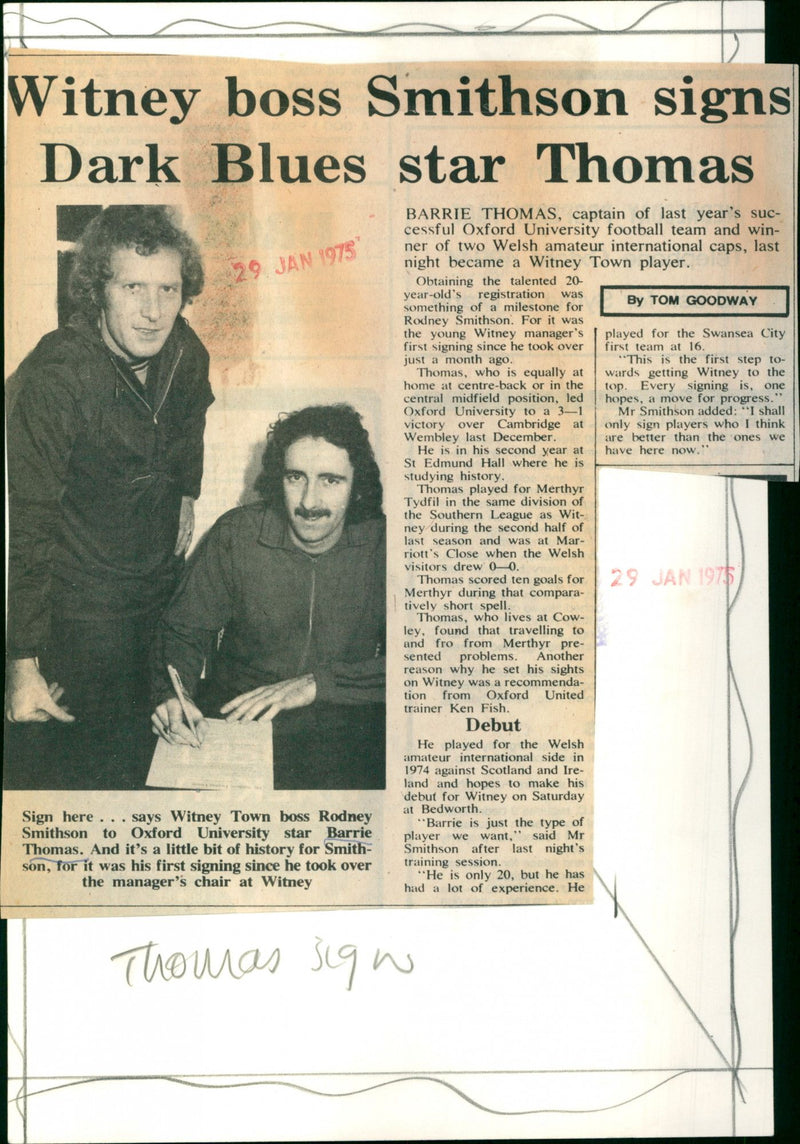 Witney boss Smithson signs
Dark Blues star Thomas
29 JAN 1975
BARRIE THOMAS, captain of last year's suc-
cessful Oxford University football team and win-
ner of two Welsh amateur international caps, last
night became a Witney Town player.
Obtaining the talented 20-
year-old's registration was
something of a milestone for
Rodney Smithson. For it was
the young Witney manager's
first signing since he took over
just a month ago.
Thomas, who is equally at
home at centre-back or in the
central midfield position, led
Oxford University to a 3—1
victory over Cambridge at
Wembley last December.
He is in his second year at
St Edmund Hall where he is
studying history.
Thomas played for Merthyr
Tydfil in the same division of
the Southern League as Wit-
ney during the second half of
last season and was at Mar-
riott's Close when the Welsh
visitors drew 0—0.
Thomas scored ten goals for
Merthyr during that compara-
tively short spell.
Thomas, who lives at Cow-
ley, found that travelling to
and fro from Merthyr pre-
sented problems. Another
reason why he set his sights
on Witney was a recommenda-
tion from Oxford United
trainer Ken Fish.
Debut
He played for the Welsh
amateur international side in
1974 against Scotland and Ire-
land and hopes to make his
debut for Witney on Saturday
at Bedworth.
"Barrie is just the type of
player we want," said Mr
Smithson after last night's
training session.
"He is only 20, but he has
had a lot of experience. He
By TOM GOODWAY
played for the Swansea City
first team at 16.
"This is the first step to-
wards getting Witney to the
top. Every signing is, one
hopes, a move for progress."
Mr Smithson added: "I shall
only sign players who I think
are better than the ones we
have here now."
29 JAN 1975
Sign here . . . says Witney Town boss Rodney
Smithson to Oxford University star Barrie
Thomas. And it's a little bit of history for Smith-
son, for it was his first signing since he took over
the manager's chair at Witney
Thomas sign